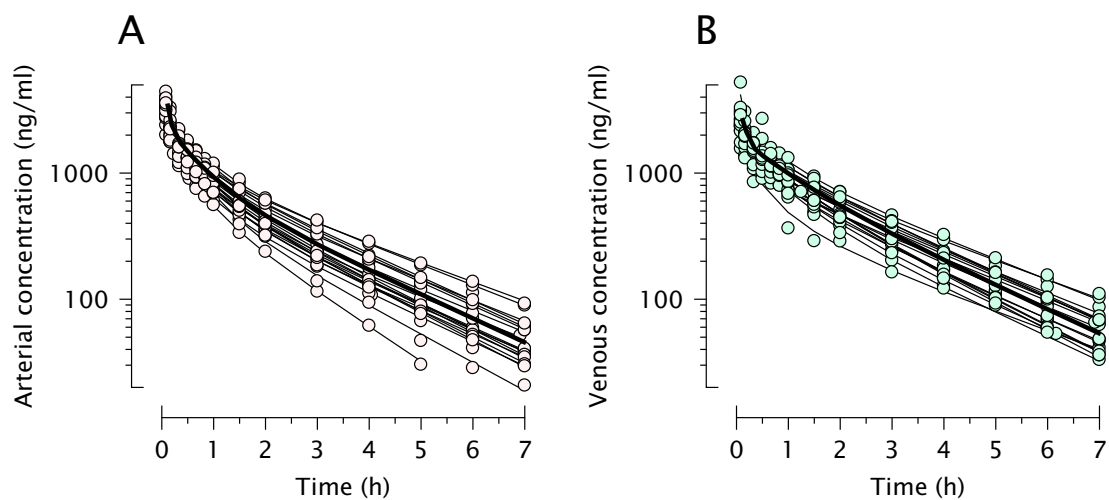 A
Arterial concentration (ng/ml)
1000
100
0 1 2 3 4 5 6 7
Time (h)
B
Venous concentration (ng/ml)
1000
100
0 1 2 3 4 5 6 7
Time (h)